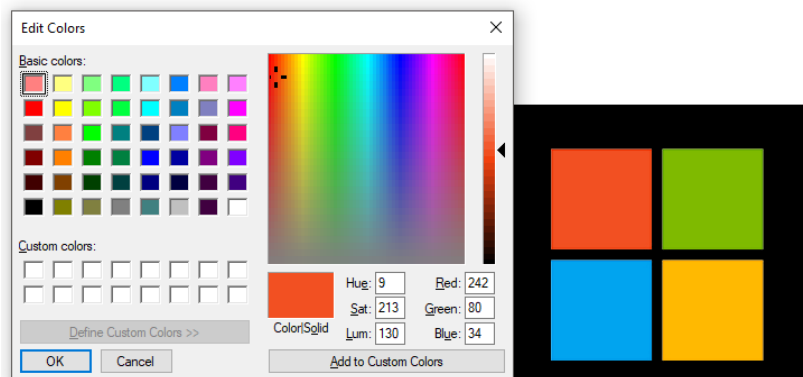 Edit Colors
Basic colors:
Custom colors:
Define Custom Colors >>
OK Cancel
Color|Solid
Hue: 9 Red: 242
Sat: 213 Green: 80
Lum: 130 Blue: 34
Add to Custom Colors